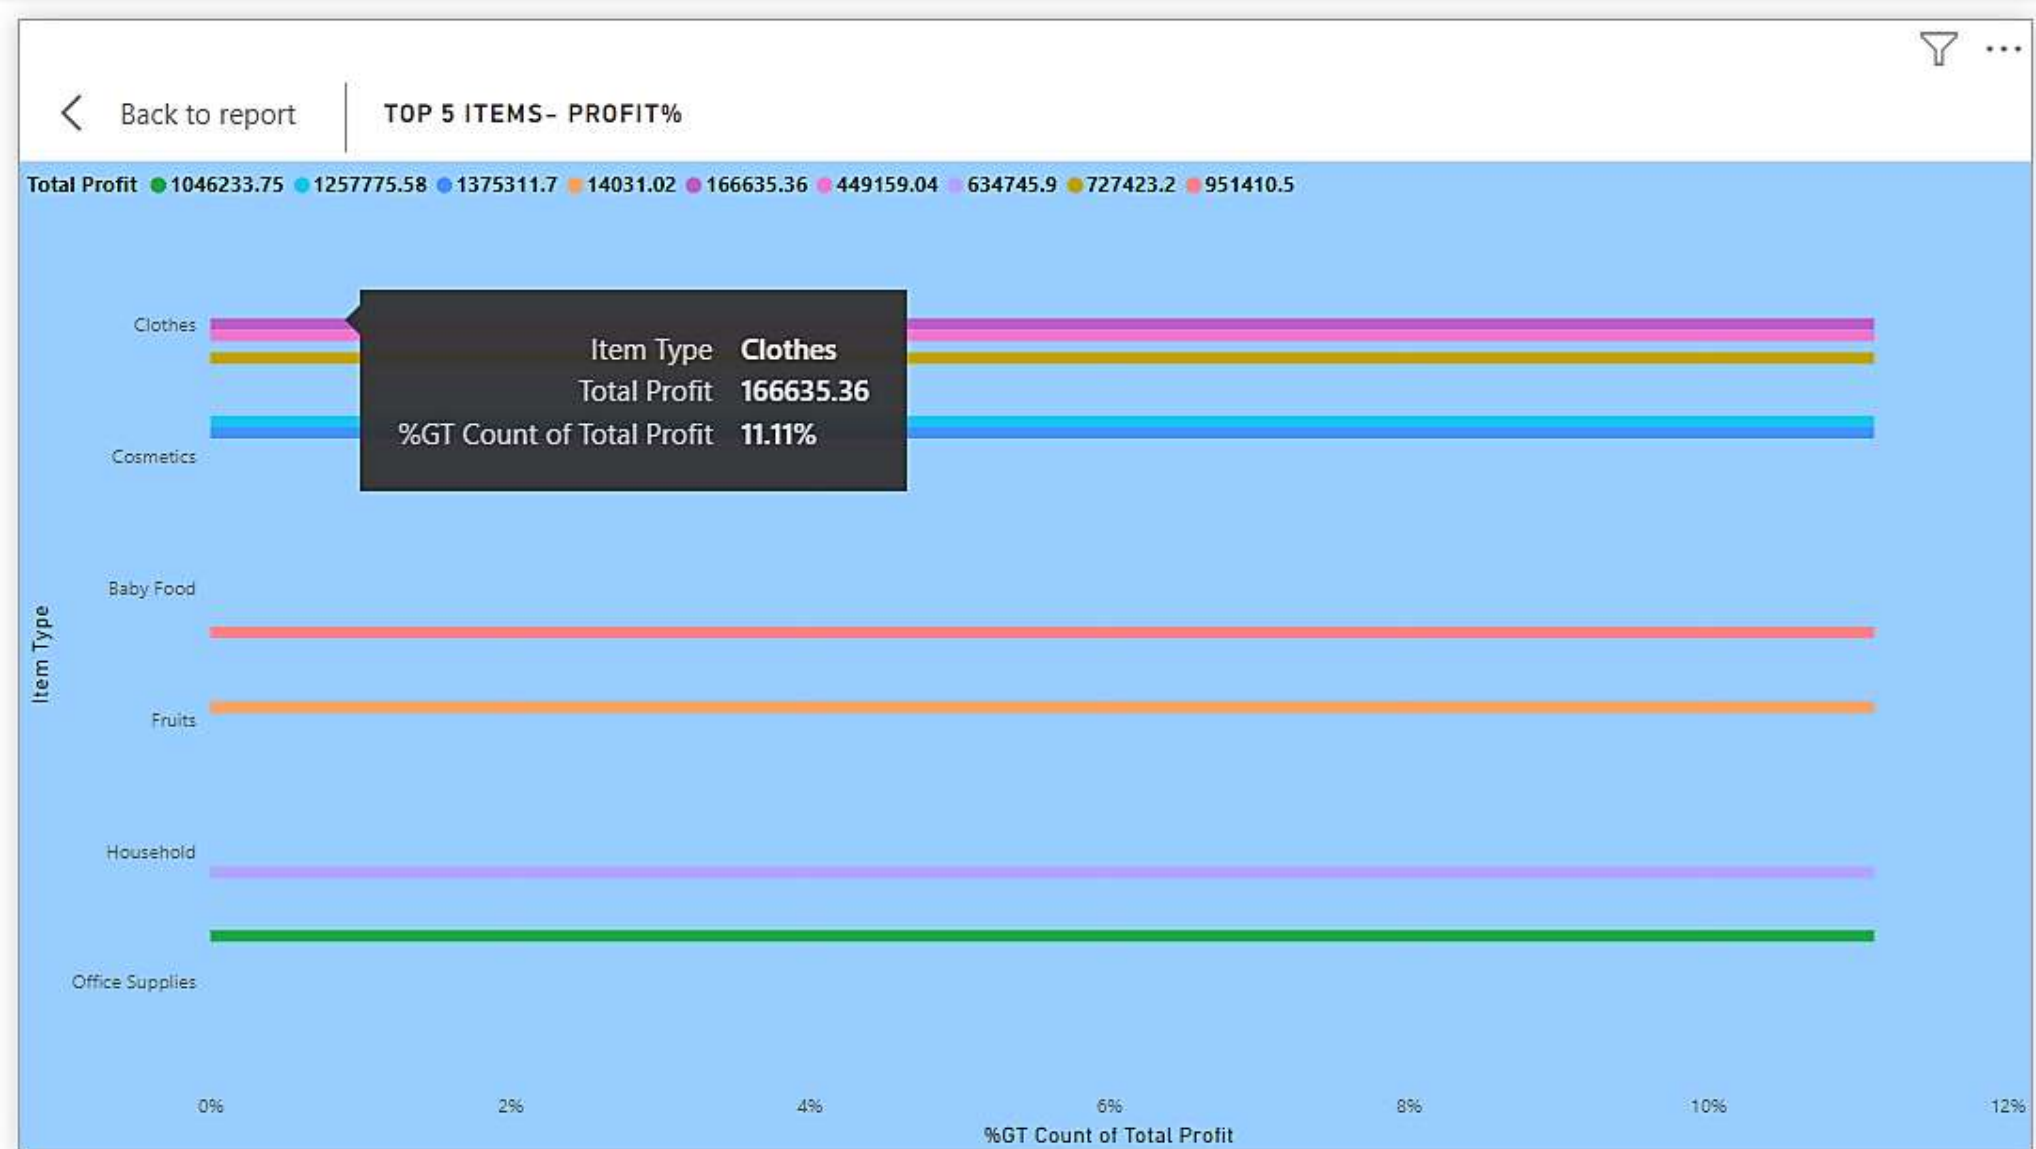 Back to report
TOP 5 ITEMS- PROFIT%
Total Profit 1046233.75 1257775.58 1375311.7 14031.02 166635.36 449159.04 634745.9 727423.2 951410.5
Clothes
Item Type Clothes
Total Profit 166635.36
%GT Count of Total Profit 11.11%
Cosmetics
Baby Food
Item Type
Fruits
Household
Office Supplies
0% 2% 4% 6% 8% 10% 12%
%GT Count of Total Profit